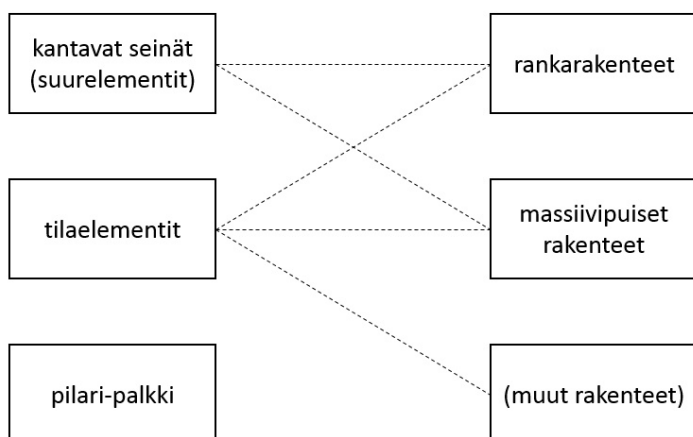 kantavat seinät
(suurelementit)
rankarakenteet
tilaelementit
massiivipuiset
rakenteet
pilari-palkki
(muut rakenteet)